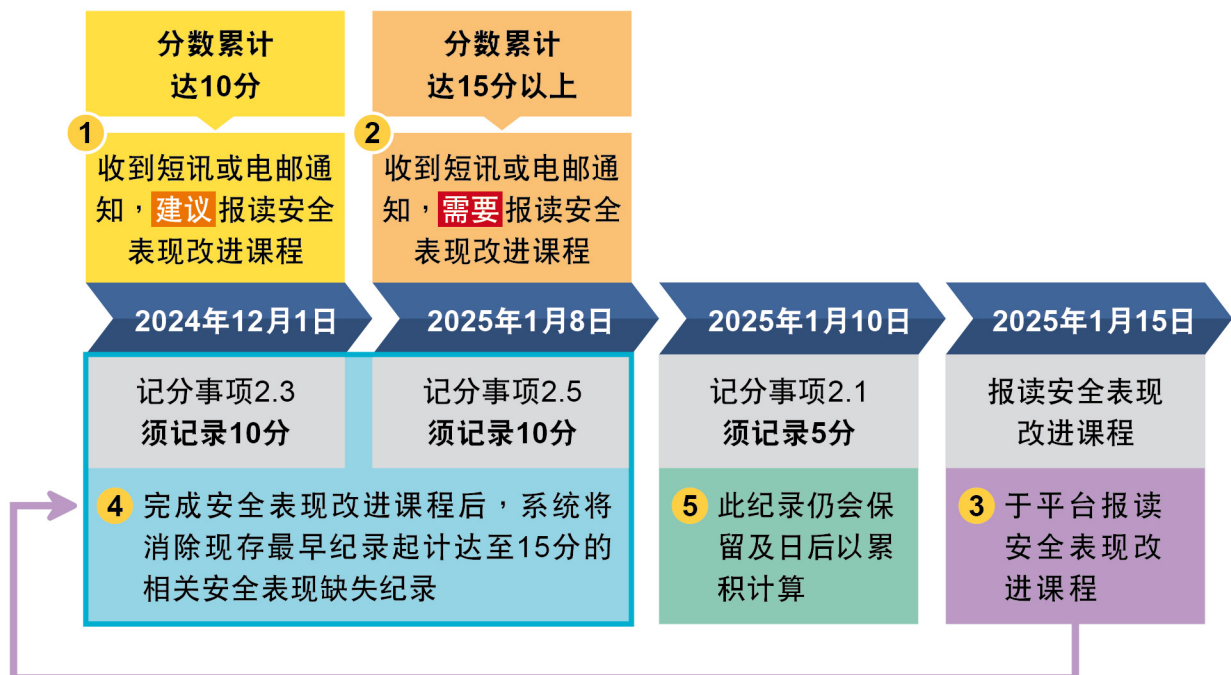 分数累计
达10分
1
收到短讯或电邮通
知，建议报读安全
表现改进课程
分数累计
达15分以上
2
收到短讯或电邮通
知，需要报读安全
表现改进课程
2024年12月1日
2025年1月8日
2025年1月10日
2025年1月15日
记分事项2.3
须记录10分
记分事项2.5
须记录10分
记分事项2.1
须记录5分
报读安全表现
改进课程
4 完成安全表现改进课程后，系统将
消除现存最早纪录起计达至15分的
相关安全表现缺失纪录
5 此纪录仍会保
留及日后以累
积计算
3 于平台报读
安全表现改
进课程